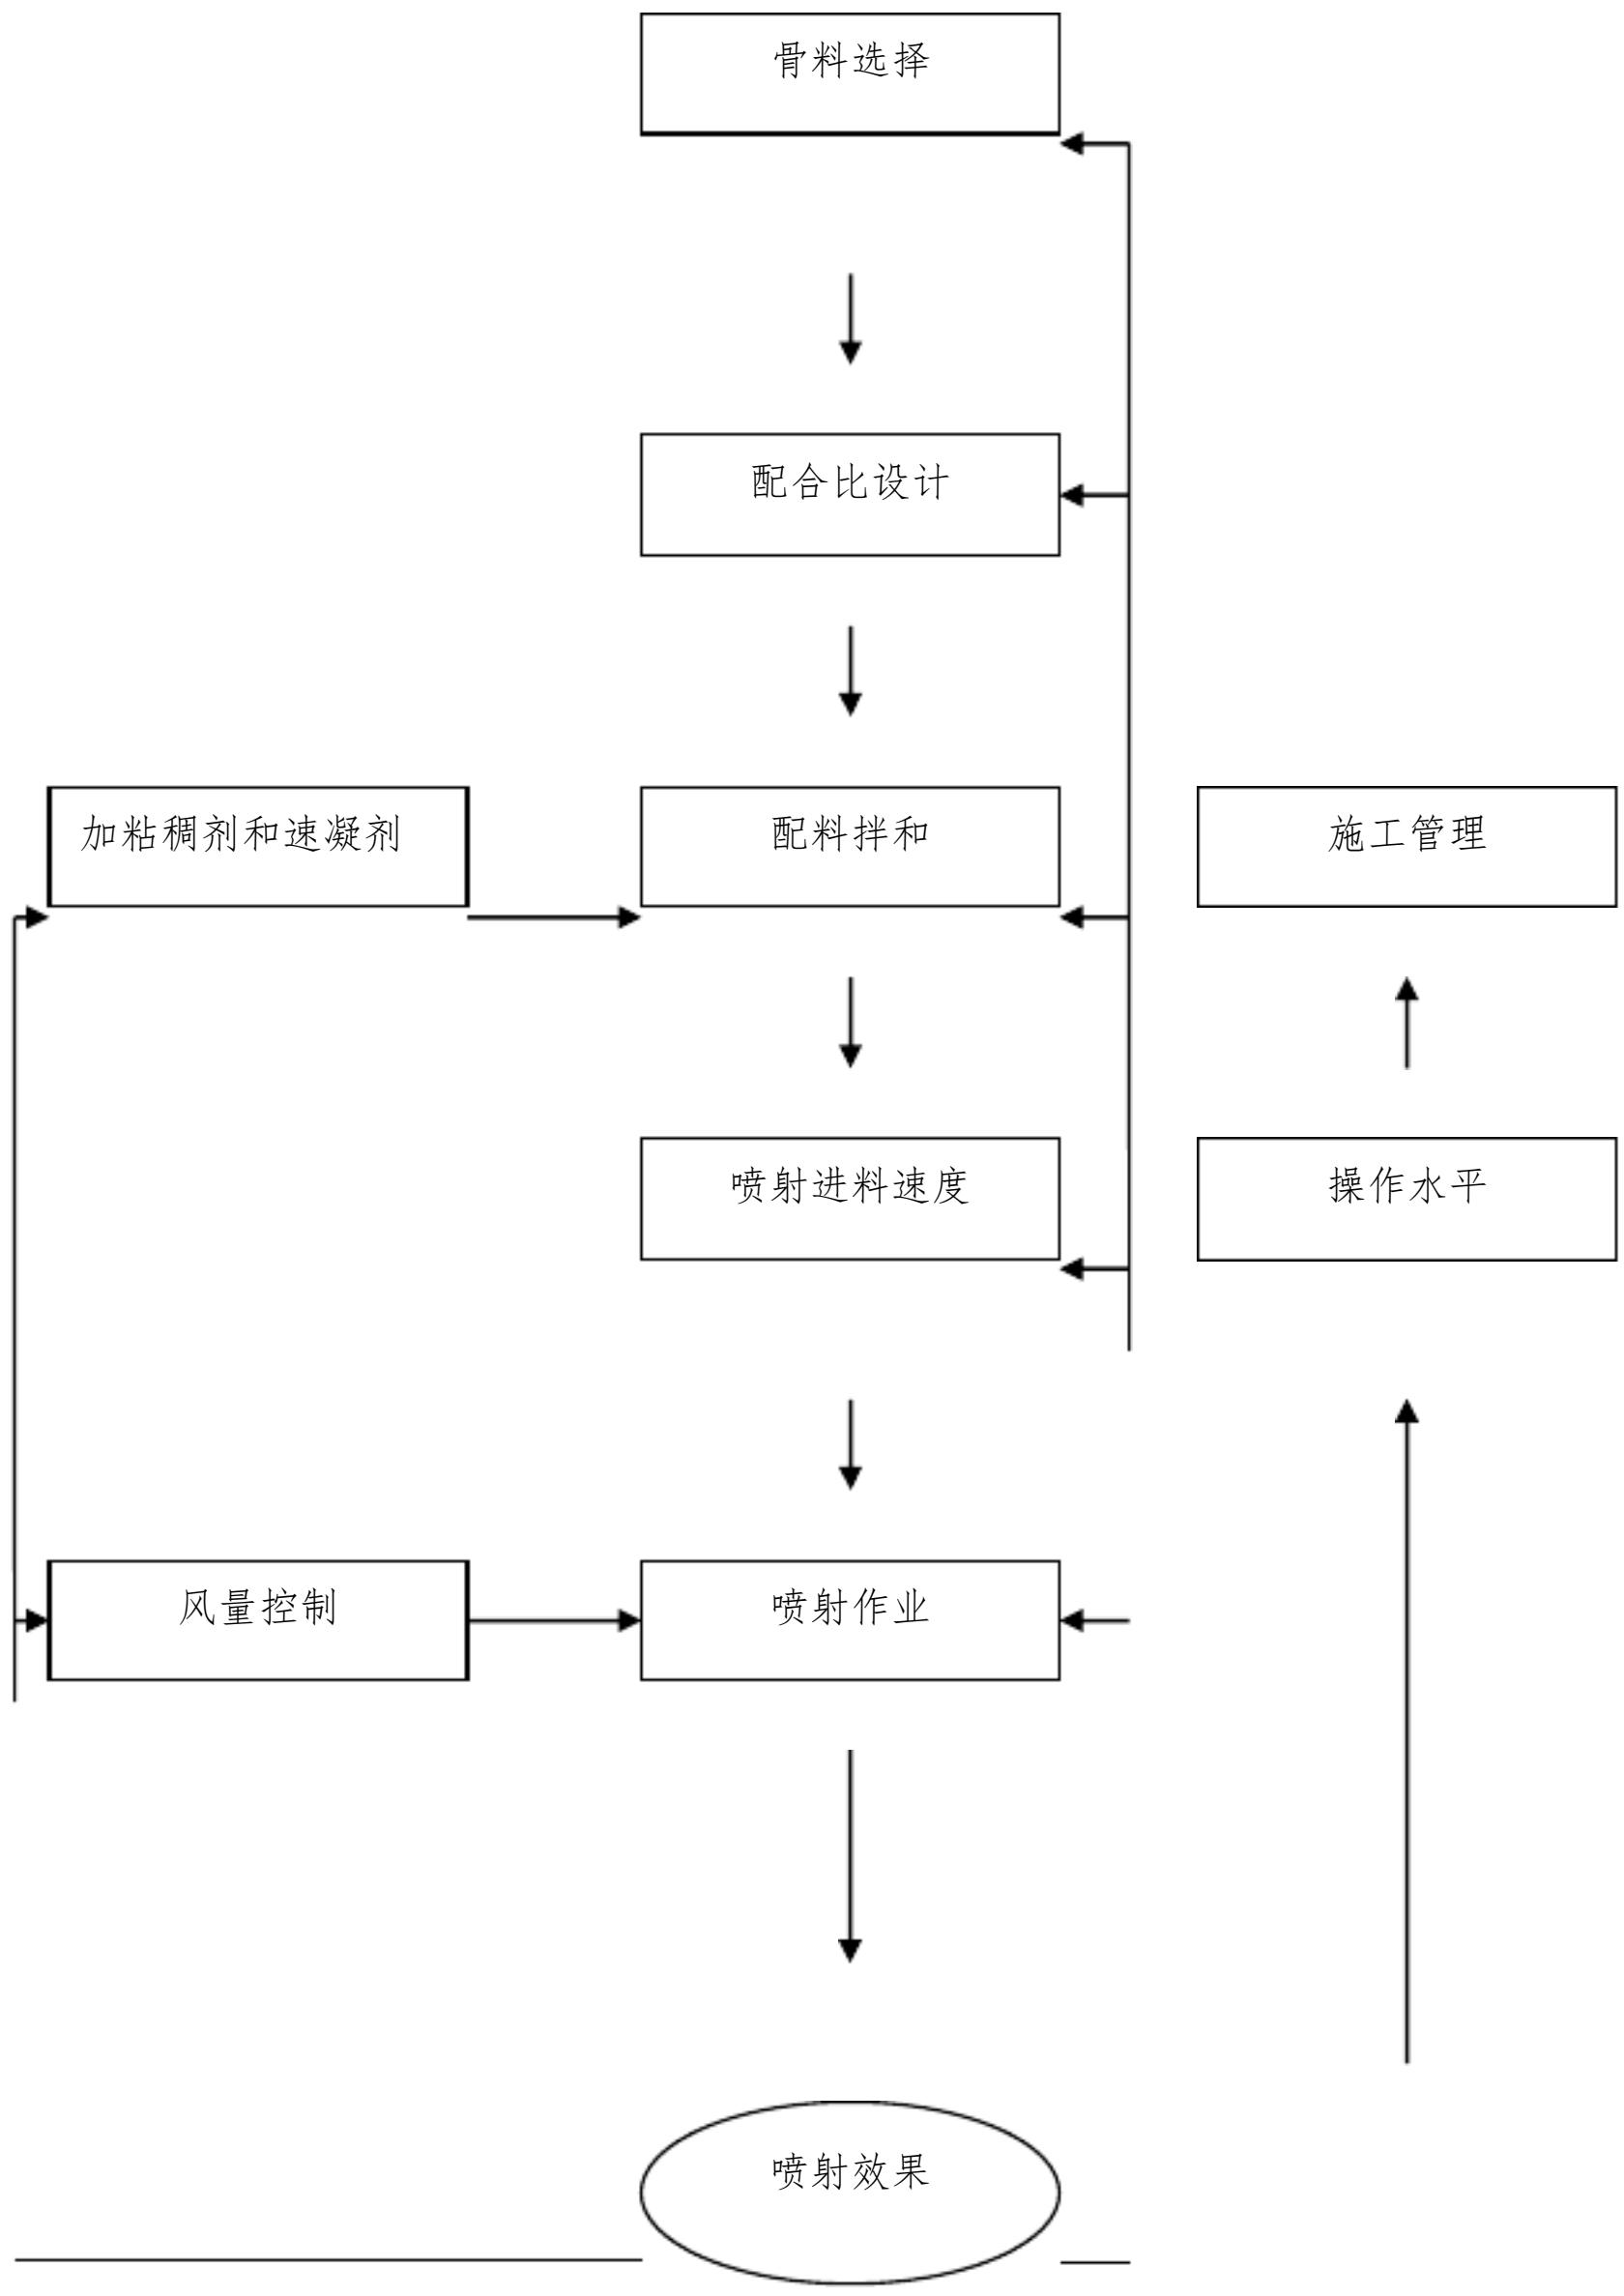 骨料选择
配合比设计
加粘稠剂和速凝剂
配料拌和
施工管理
喷射进料速度
操作水平
风量控制
喷射作业
喷射效果